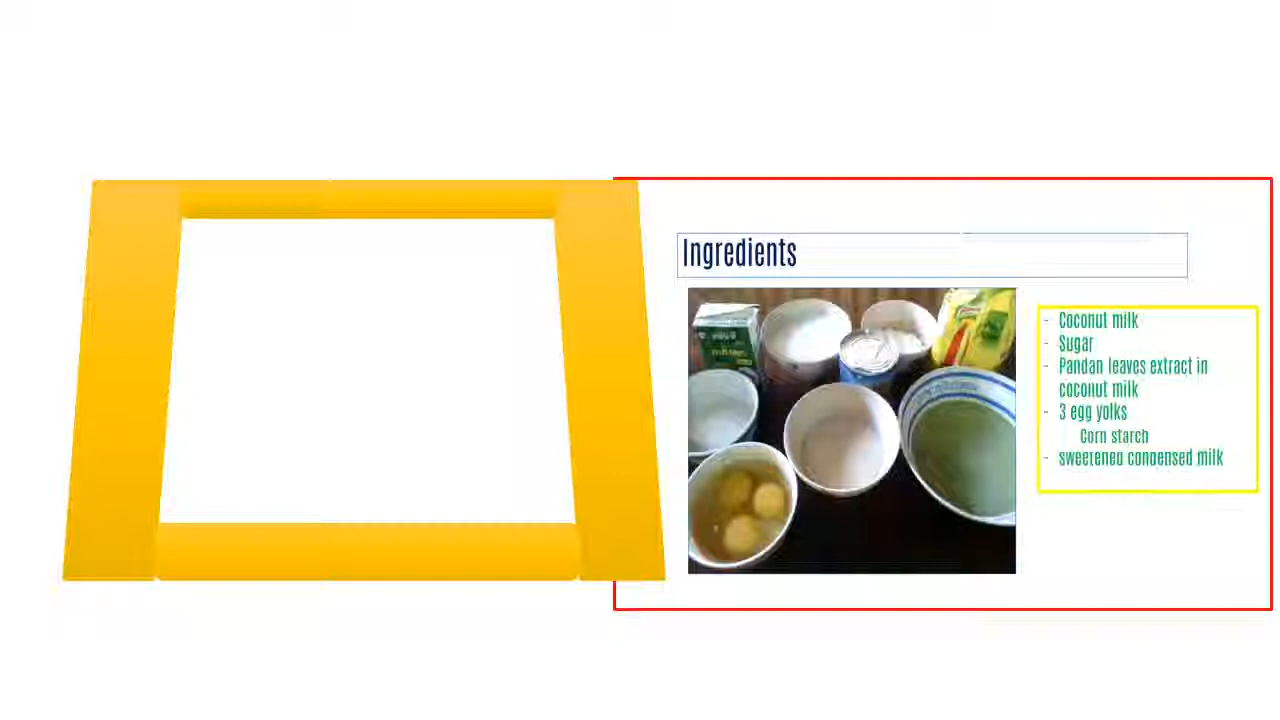 Ingredients
- Coconut milk
- Sugar
- Pandan leaves extract in
coconut milk
- 3 egg yolks
Corn starch
- sweetened condensed milk